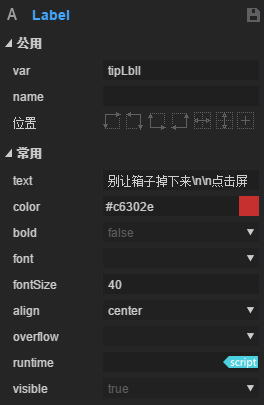 A Label
公用
var tipLbll
name
位置
常用
text 别让箱子掉下来\n\n点击屏
color #c6302e
bold false
font
fontSize 40
align center
overflow
runtime script
visible true